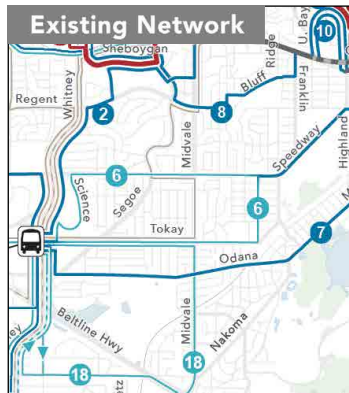 Existing Network
Sheboygan
Ridge
U. Bay
10
Regent
Whitney
2
Midvale
8
Bluff
Franklin
Speedway
Highland
6
Science
Segoe
6
Tokay
7
Odana
Beltline Hwy
Midvale
Nakoma
18
18